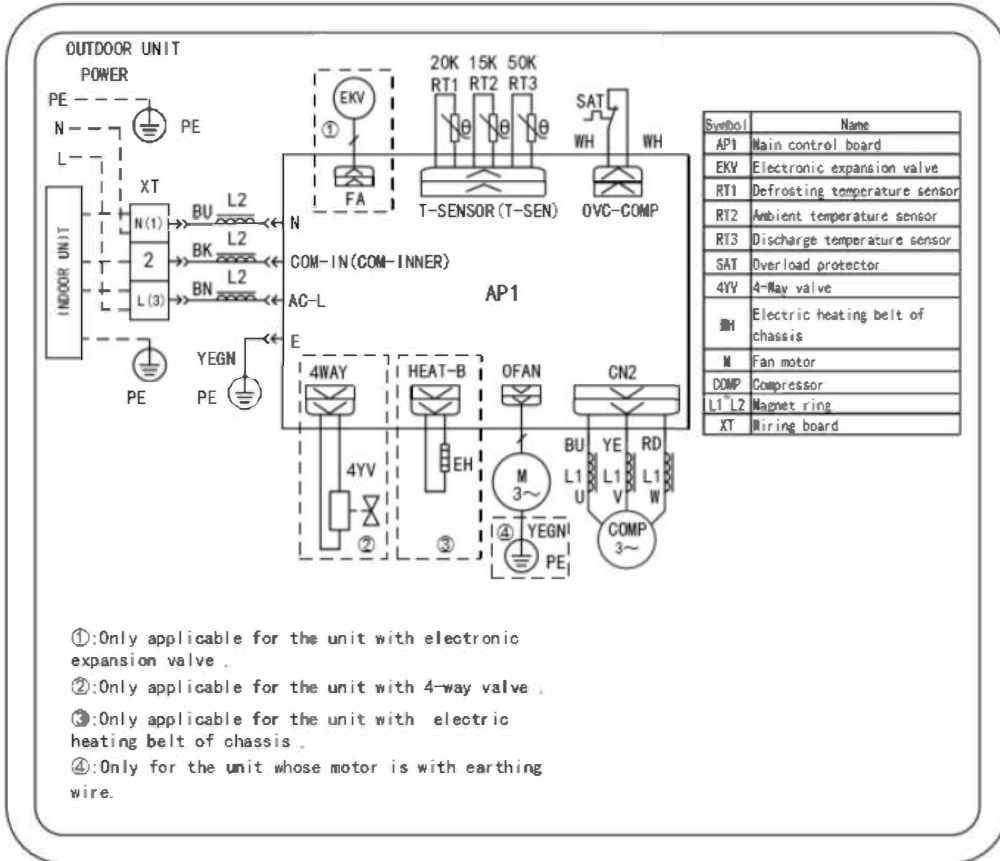 OUTDOOR UNIT
POWER
PE
PE
N
L
INDOOR UNIT
XT
N(1)
2
L(3)
BU
L2
BK
L2
BN
L2
PE
YEGN
PE
EKV
①
FA
20K 15K 50K
RT1 RT2 RT3
θ θ θ
T-SENSOR(T-SEN)
SAT
WH WH
OVC-COMP
N
COM-IN(COM-INNER)
AC-L
E
AP1
4WAY
4YV
②
HEAT-B
EH
③
OFAN
M
3~
④ YEGN
PE
CN2
BU YE RD
L1 L1 L1
U V W
COMP
3~
Symbol Name
AP1 Main control board
EKV Electronic expansion valve
RT1 Defrosting temperature sensor
RT2 Ambient temperature sensor
RT3 Discharge temperature sensor
SAT Overload protector
4YV 4-Way valve
Electric heating belt of
chassis
M Fan motor
COMP Compressor
L1~L2 Magnet ring
XT Wiring board
①:Only applicable for the unit with electronic
expansion valve .
②:Only applicable for the unit with 4-way valve .
③:Only applicable for the unit with electric
heating belt of chassis .
④:Only for the unit whose motor is with earthing
wire.